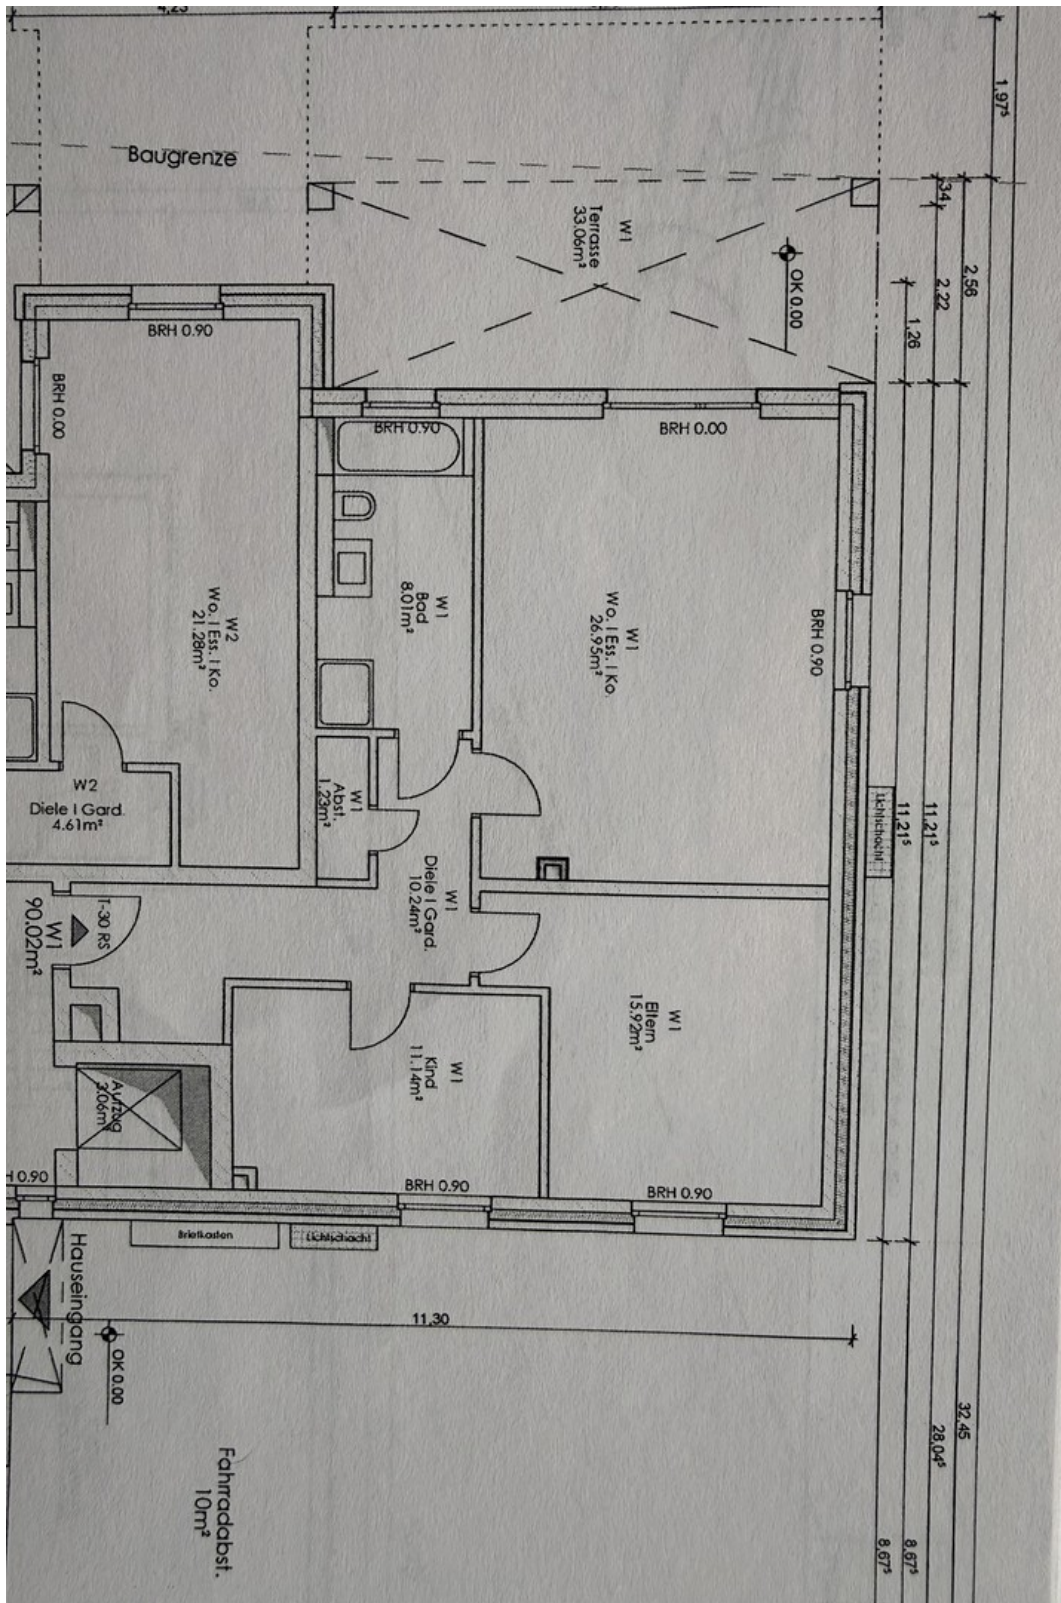 4,25
1,97⁵
Baugrenze
34
2,56
2,22
1,26
W1
Terrasse
33.06m²
OK 0.00
BRH 0.90
BRH 0.00
BRH 0.90
BRH 0.00
W2
Wo. I Ess. I Ko.
21.28m²
W1
Bad
8.01m²
W1
Wo. I Ess. I Ko.
26.95m²
BRH 0.90
W2
Diele I Gard.
4.61m²
W1
Abst.
1.23m²
Lichtschacht
11,21⁵
11,21⁵
W1
Diele I Gard.
10.24m²
T-30 RS
W1
90.02m²
W1
Eltern
15.92m²
W1
Kind
11.14m²
Aufzug
3.06m²
H 0.90
BRH 0.90
BRH 0.90
Briefkasten
Lichtschacht
Hauseingang
OK 0.00
11,30
32,45
28,04⁵
8,67⁵
8,67⁵
Fahrradabst.
10m²